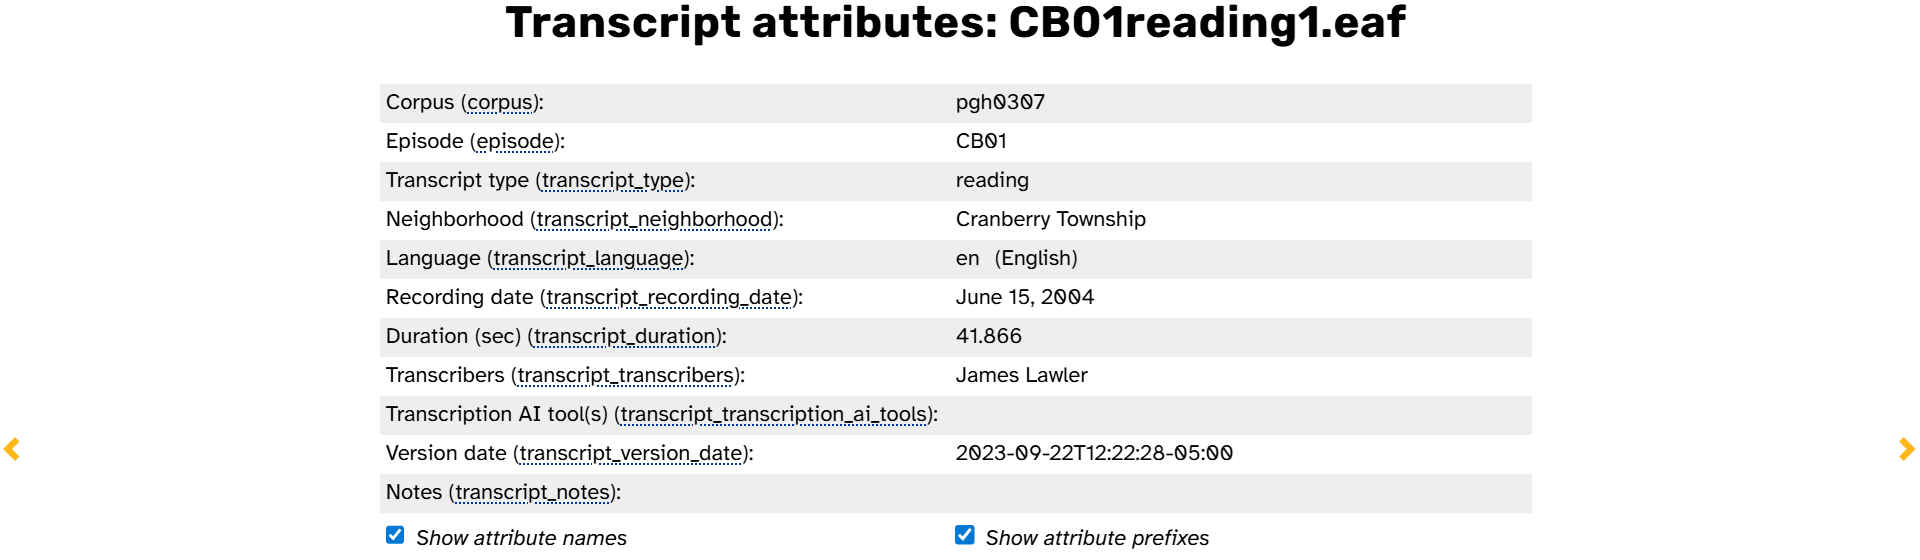 Transcript attributes: CB01reading1.eaf
Corpus (corpus): pgh0307
Episode (episode): CB01
Transcript type (transcript_type): reading
Neighborhood (transcript_neighborhood): Cranberry Township
Language (transcript_language): en (English)
Recording date (transcript_recording_date): June 15, 2004
Duration (sec) (transcript_duration): 41.866
Transcribers (transcript_transcribers): James Lawler
Transcription AI tool(s) (transcript_transcription_ai_tools):
Version date (transcript_version_date): 2023-09-22T12:22:28-05:00
Notes (transcript_notes):
Show attribute names Show attribute prefixes